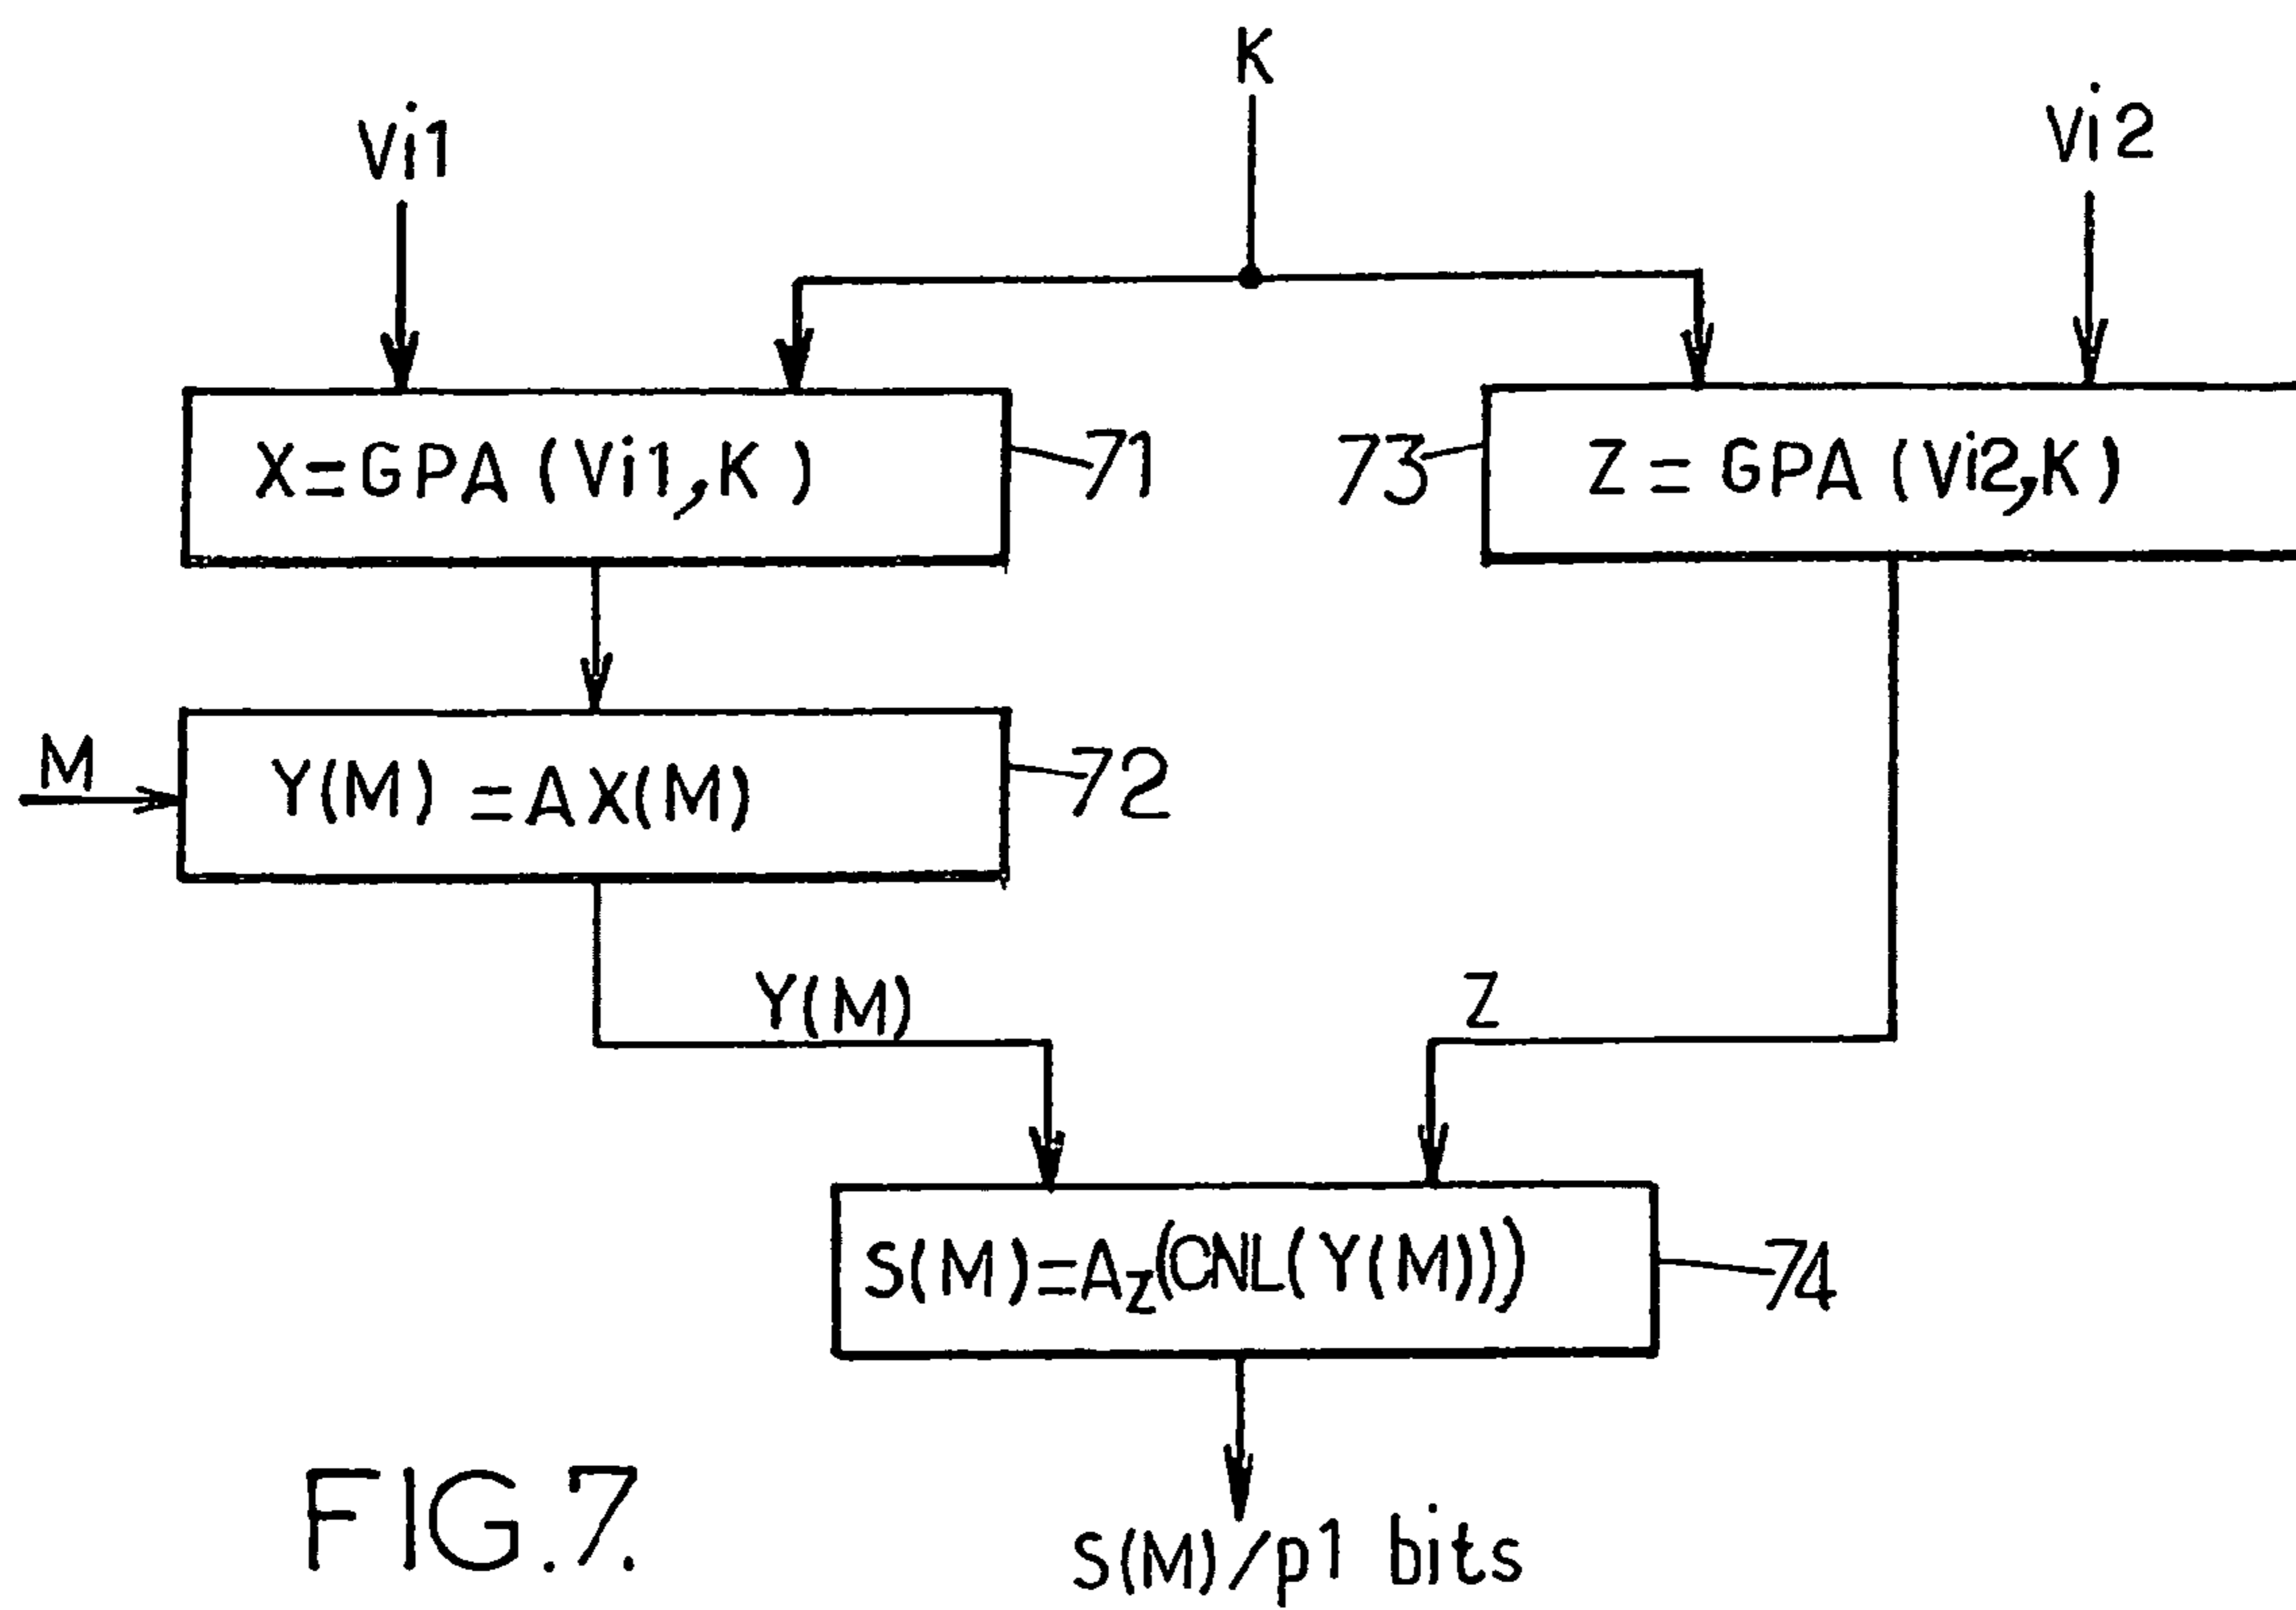 K
Vi1
Vi2
X=GPA(Vi1,K)
71
73
Z = GPA(Vi2,K)
M
Y(M) =AX(M)
72
Y(M)
Z
S(M)=Az(CNL(Y(M)))
74
S(M)/p1 bits
FIG.7.